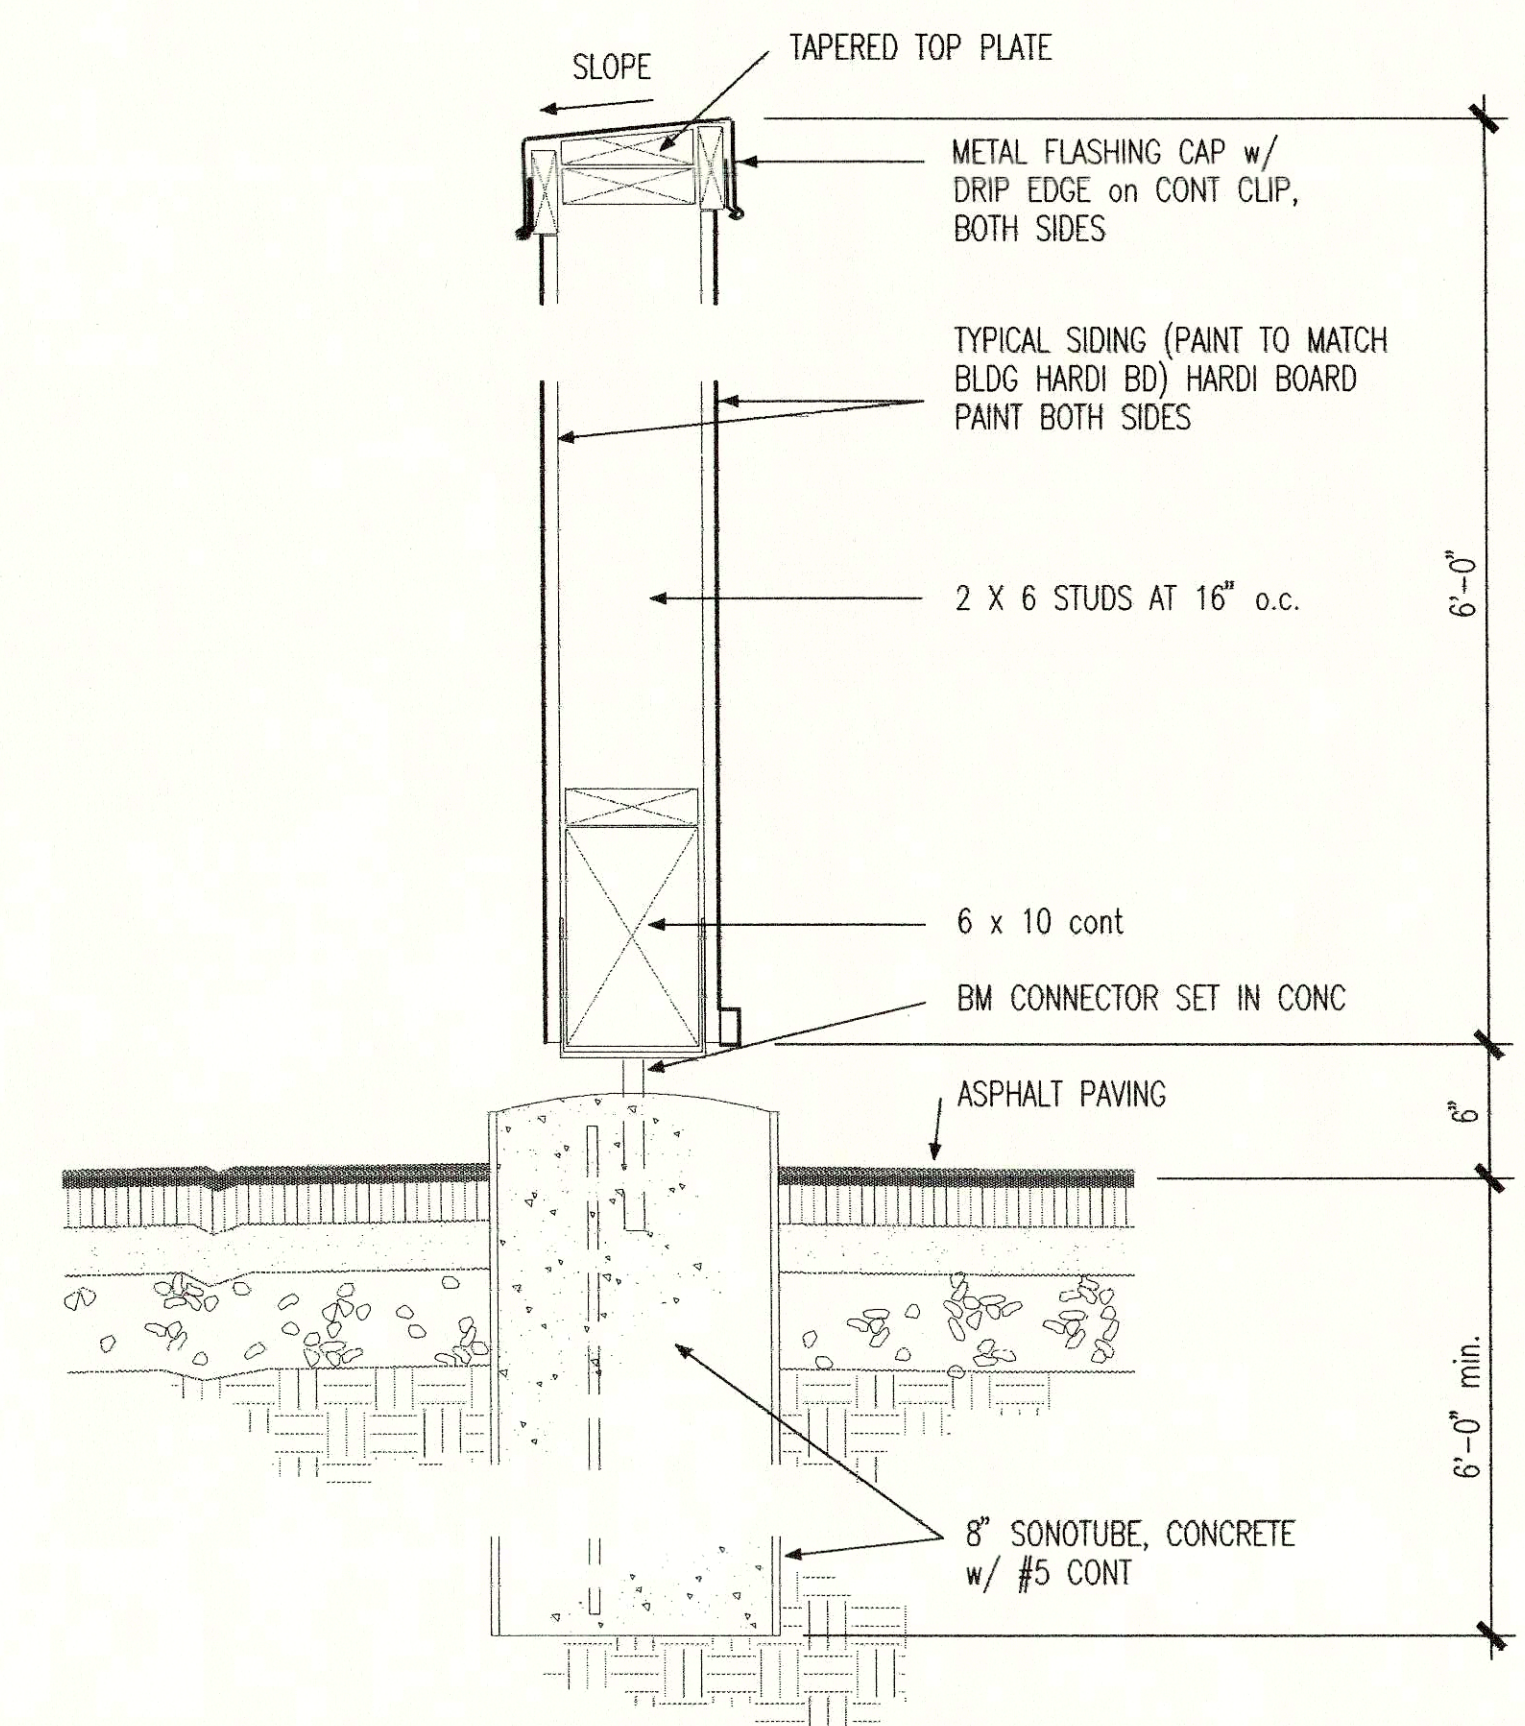 SLOPE
TAPERED TOP PLATE
METAL FLASHING CAP w/
DRIP EDGE on CONT CLIP,
BOTH SIDES
TYPICAL SIDING (PAINT TO MATCH
BLDG HARDI BD) HARDI BOARD
PAINT BOTH SIDES
6'-0"
2 X 6 STUDS AT 16" o.c.
6 x 10 cont
BM CONNECTOR SET IN CONC
ASPHALT PAVING
6"
6'-0" min.
8" SONOTUBE, CONCRETE
w/ #5 CONT